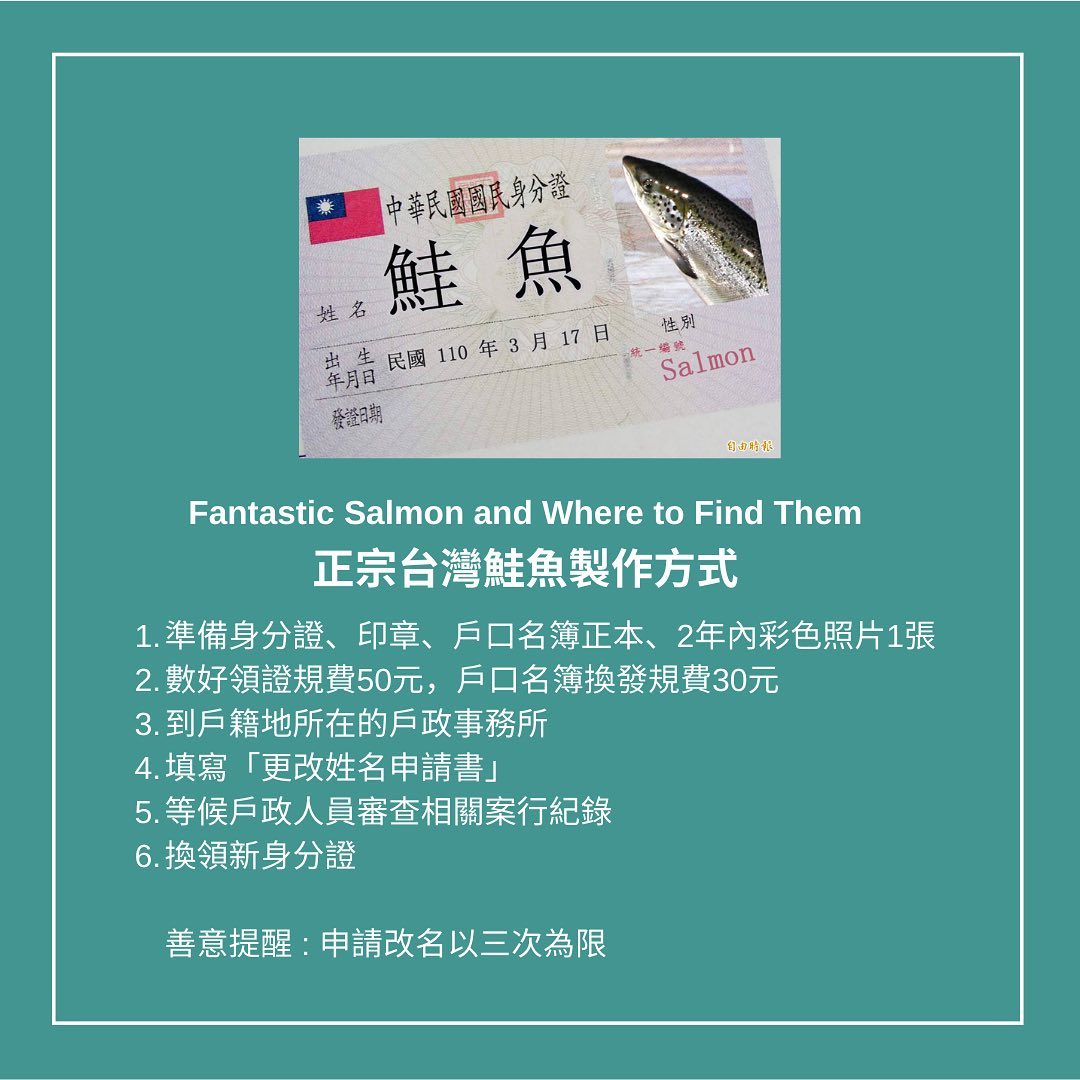 中華民國國民身分證
姓名 鮭魚
出生年月日 民國 110 年 3 月 17 日
性別
統一編號
Salmon
發證日期
自由時報
Fantastic Salmon and Where to Find Them
正宗台灣鮭魚製作方式
1. 準備身分證、印章、戶口名簿正本、2年內彩色照片1張
2. 數好領證規費50元，戶口名簿換發規費30元
3. 到戶籍地所在的戶政事務所
4. 填寫「更改姓名申請書」
5. 等候戶政人員審查相關案行紀錄
6. 換領新身分證
善意提醒 : 申請改名以三次為限